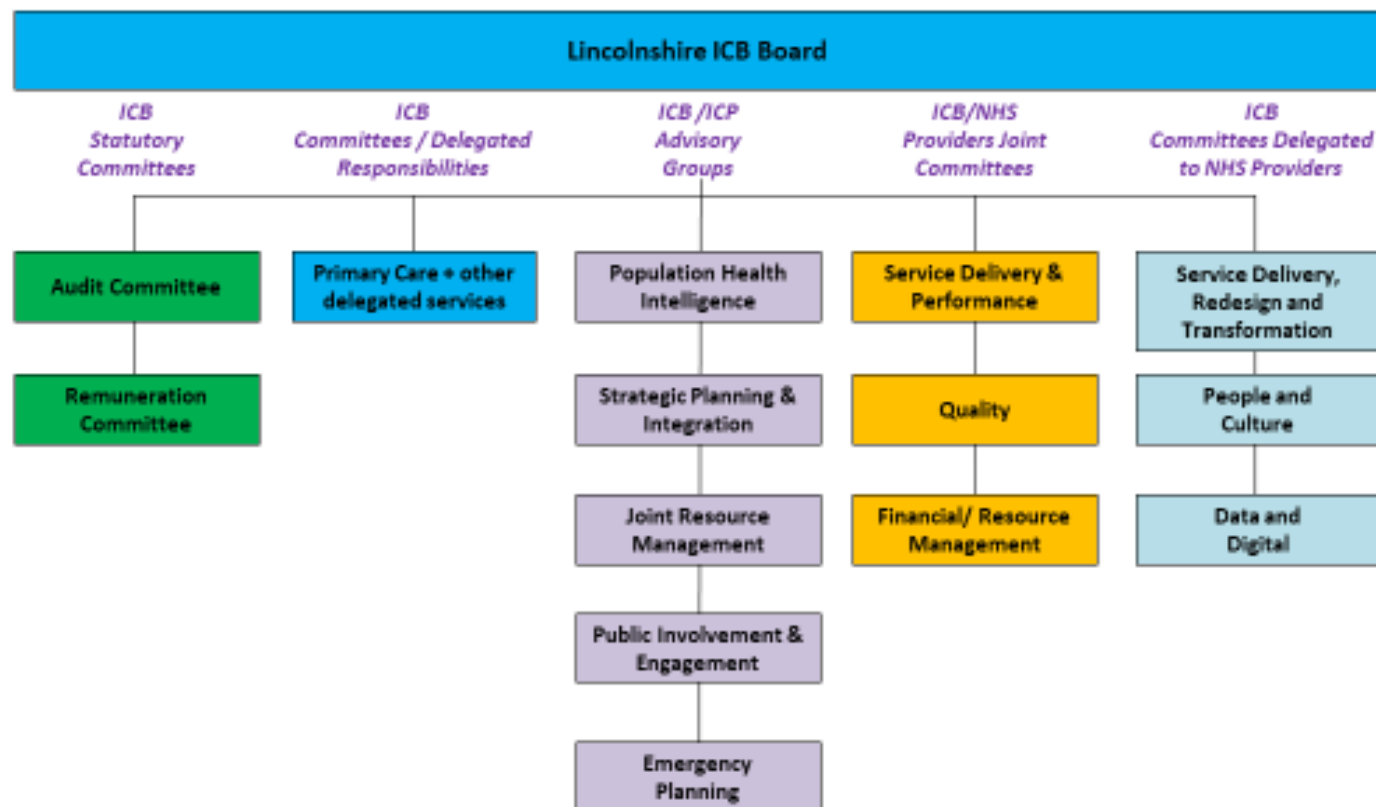 Lincolnshire ICB Board
ICB
Statutory
Committees
ICB
Committees / Delegated
Responsibilities
ICB /ICP
Advisory
Groups
ICB/NHS
Providers Joint
Committees
ICB
Committees Delegated
to NHS Providers
Audit Committee
Remuneration
Committee
Primary Care + other
delegated services
Population Health
Intelligence
Strategic Planning &
Integration
Joint Resource
Management
Public Involvement &
Engagement
Emergency
Planning
Service Delivery &
Performance
Quality
Financial/ Resource
Management
Service Delivery,
Redesign and
Transformation
People and
Culture
Data and
Digital